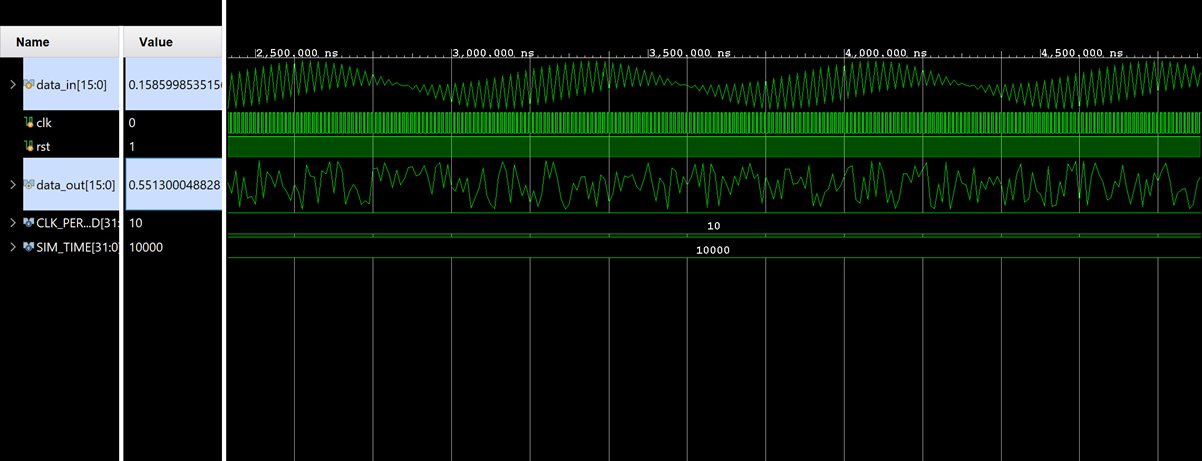 Name Value
2,500.000 ns 3,000.000 ns 3,500.000 ns 4,000.000 ns 4,500.000 ns
data_in[15:0] 0.1585998535156
clk 0
rst 1
data_out[15:0] 0.551300048828
CLK_PER...D[31: 10 10
SIM_TIME[31:0] 10000 10000